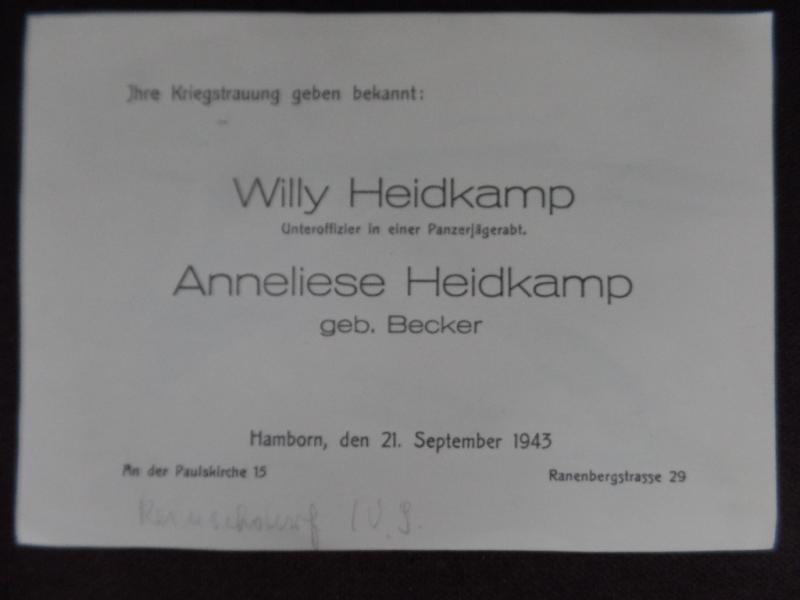 Ihre Kriegstrauung geben bekannt:
Willy Heidkamp
Unteroffizier in einer Panzerjägerabt.
Anneliese Heidkamp
geb. Becker
Hamborn, den 21. September 1943
An der Paulskirche 15
Ranenbergstrasse 29